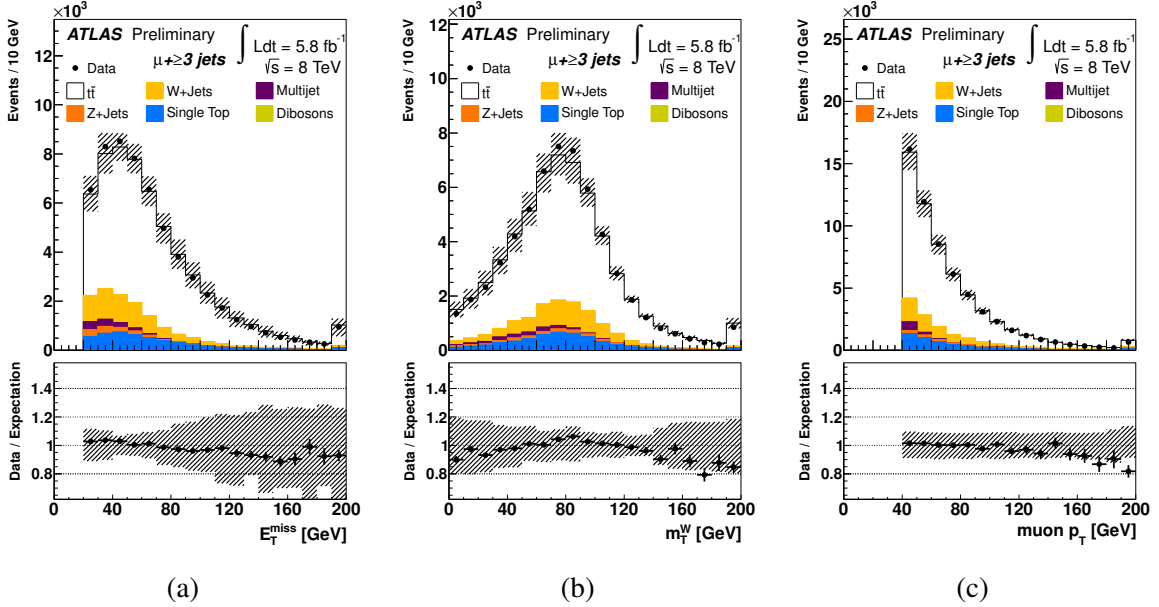 ×10³
ATLAS Preliminary
∫ Ldt = 5.8 fb⁻¹
μ+≥3 jets
√s = 8 TeV
Data
tt̄
W+Jets
Multijet
Z+Jets
Single Top
Dibosons
Events / 10 GeV
12
10
8
6
4
2
0
Data / Expectation
1.4
1.2
1
0.8
0 40 80 120 160 200
E_T^miss [GeV]
(a)
×10³
ATLAS Preliminary
∫ Ldt = 5.8 fb⁻¹
μ+≥3 jets
√s = 8 TeV
Data
tt̄
W+Jets
Multijet
Z+Jets
Single Top
Dibosons
Events / 10 GeV
12
10
8
6
4
2
0
Data / Expectation
1.4
1.2
1
0.8
0 40 80 120 160 200
m_T^W [GeV]
(b)
×10³
ATLAS Preliminary
∫ Ldt = 5.8 fb⁻¹
μ+≥3 jets
√s = 8 TeV
Data
tt̄
W+Jets
Multijet
Z+Jets
Single Top
Dibosons
Events / 10 GeV
25
20
15
10
5
0
Data / Expectation
1.4
1.2
1
0.8
0 40 80 120 160 200
muon p_T [GeV]
(c)